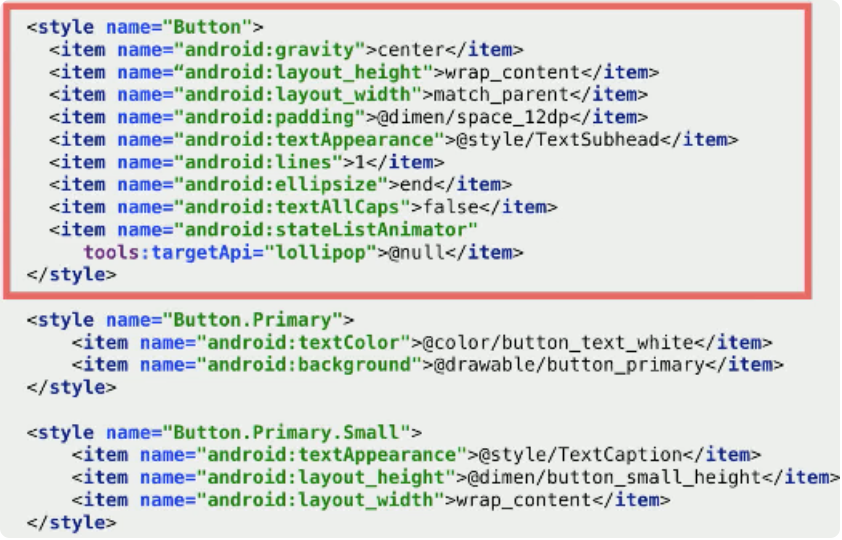 <style name="Button">
<item name="android:gravity">center</item>
<item name=“android:layout_height">wrap_content</item>
<item name="android:layout_width">match_parent</item>
<item name="android:padding">@dimen/space_12dp</item>
<item name="android:textAppearance">@style/TextSubhead</item>
<item name="android:lines">1</item>
<item name="android:ellipsize">end</item>
<item name="android:textAllCaps">false</item>
<item name="android:stateListAnimator"
tools:targetApi="lollipop">@null</item>
</style>
<style name="Button.Primary">
<item name="android:textColor">@color/button_text_white</item>
<item name="android:background">@drawable/button_primary</item>
</style>
<style name="Button.Primary.Small">
<item name="android:textAppearance">@style/TextCaption</item>
<item name="android:layout_height">@dimen/button_small_height</item>
<item name="android:layout_width">wrap_content</item>
</style>